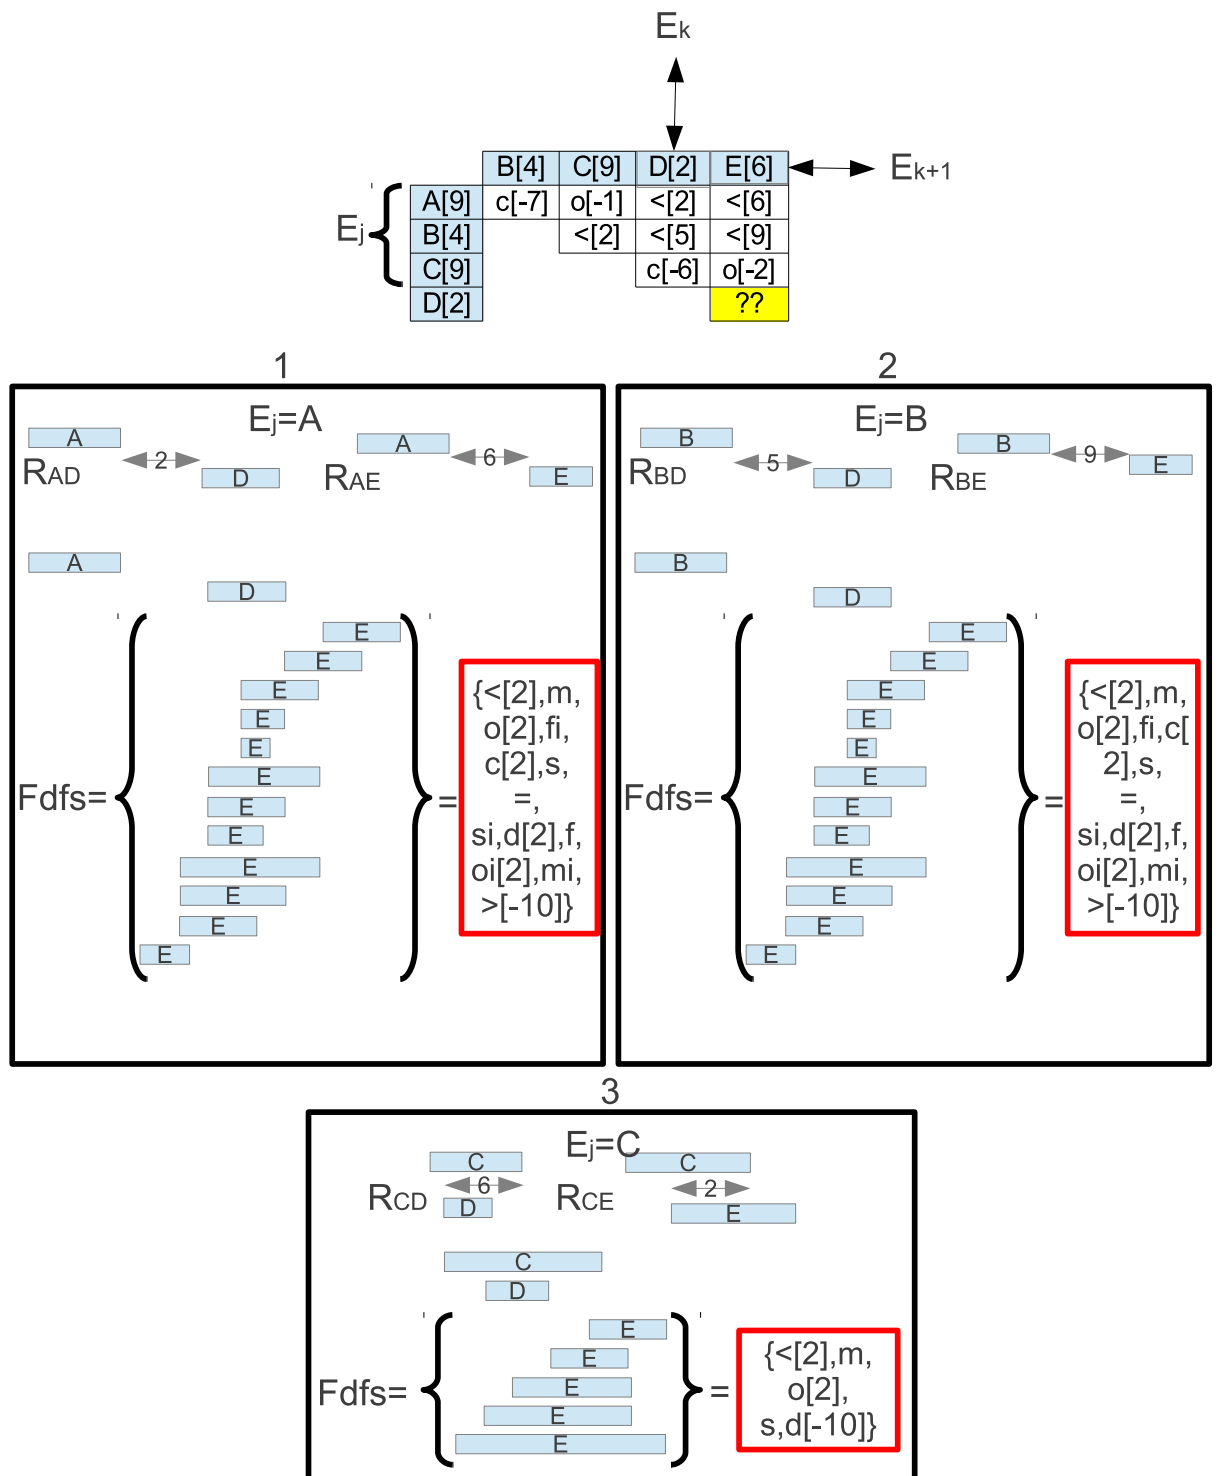 Ek
B[4] C[9] D[2] E[6] Ek+1
A[9] c[-7] o[-1] <[2] <[6]
Ej B[4] <[2] <[5] <[9]
C[9] c[-6] o[-2]
D[2] ??
1
Ej=A
A A
2 6
RAD D RAE E
A
D
E
E
E
E
E
E
E
E
E
E
E
E
Fdfs= =
{<[2],m,
o[2],fi,
c[2],s,
=,
si,d[2],f,
oi[2],mi,
>[-10]}
2
Ej=B
B B
5 9
RBD D RBE E
B
D
E
E
E
E
E
E
E
E
E
E
E
E
Fdfs= =
{<[2],m,
o[2],fi,c[
2],s,
=,
si,d[2],f,
oi[2],mi,
>[-10]}
3
Ej=C
C C
6 2
RCD D RCE E
C
D
E
E
E
E
E
Fdfs= =
{<[2],m,
o[2],
s,d[-10]}